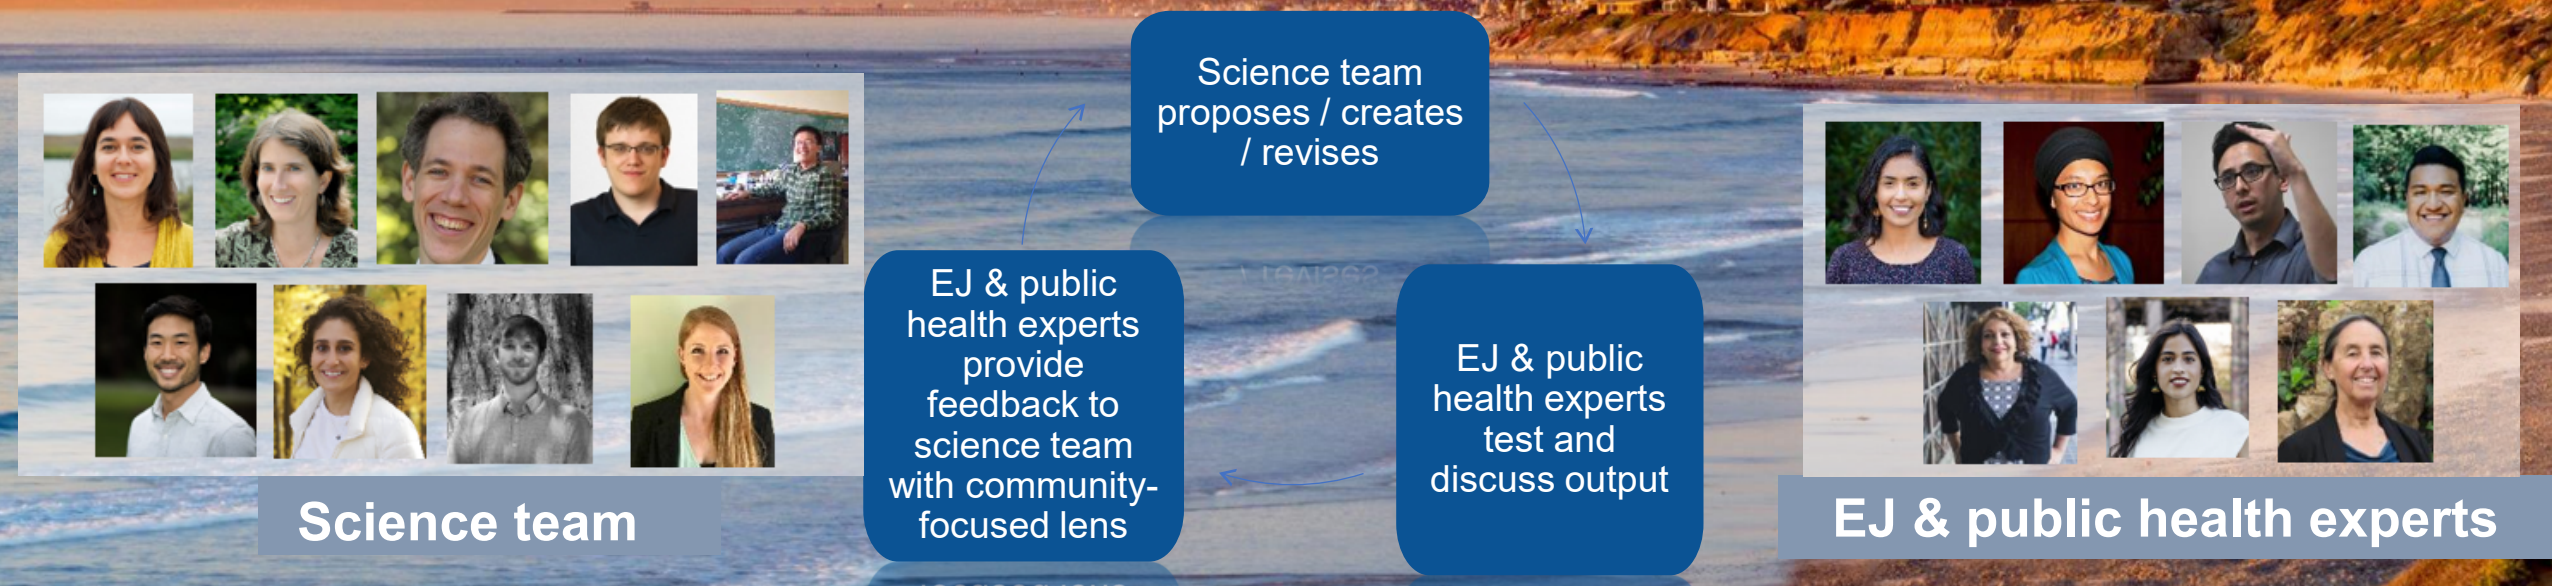 Science team
proposes / creates
/ revises
EJ & public
health experts
test and
discuss output
EJ & public
health experts
provide
feedback to
science team
with community-
focused lens
Science team
EJ & public health experts